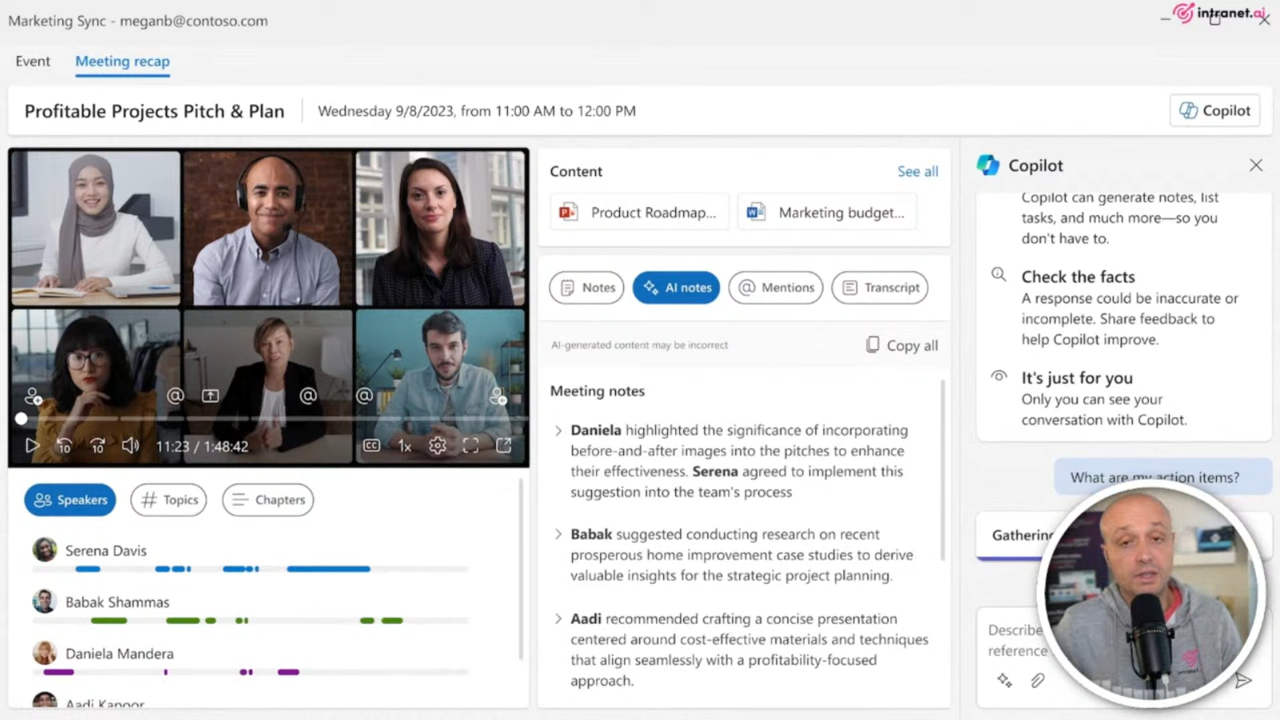 Marketing Sync - meganb@contoso.com
intranet.ai
Event
Meeting recap
Profitable Projects Pitch & Plan
Wednesday 9/8/2023, from 11:00 AM to 12:00 PM
Copilot
11:23 / 1:48:42
10
10
CC
1x
Speakers
Topics
Chapters
Serena Davis
Babak Shammas
Daniela Mandera
Aadi Kapoor
Content
See all
Product Roadmap...
Marketing budget...
Notes
AI notes
Mentions
Transcript
AI-generated content may be incorrect
Copy all
Meeting notes
Daniela highlighted the significance of incorporating
before-and-after images into the pitches to enhance
their effectiveness. Serena agreed to implement this
suggestion into the team's process
Babak suggested conducting research on recent
prosperous home improvement case studies to derive
valuable insights for the strategic project planning.
Aadi recommended crafting a concise presentation
centered around cost-effective materials and techniques
that align seamlessly with a profitability-focused
approach.
Copilot
Copilot can generate notes, list
tasks, and much more—so you
don't have to.
Check the facts
A response could be inaccurate or
incomplete. Share feedback to
help Copilot improve.
It's just for you
Only you can see your
conversation with Copilot.
What are my action items?
Gathering
Describe
reference